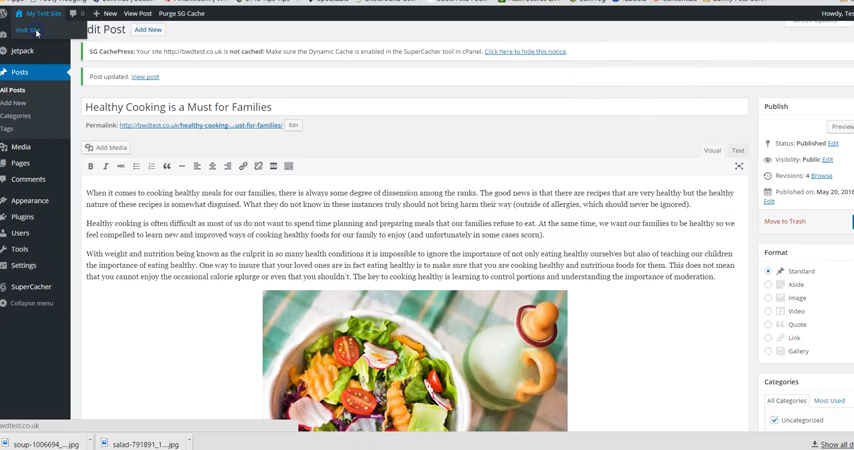 My Test Site
0
New
View Post
Purge SG Cache
Howdy, Tes
Visit Site
dit Post
Add New
SG CachePress: Your site http://bwdtest.co.uk is not cached! Make sure the Dynamic Cache is enabled in the SuperCacher tool in cPanel. Click here to hide this notice.
Jetpack
Posts
Post updated. View post
All Posts
Add New
Categories
Tags
Media
Pages
Comments
Appearance
Plugins
Users
Tools
Settings
SuperCacher
Collapse menu
Healthy Cooking is a Must for Families
Permalink: http://bwdtest.co.uk/healthy-cooking-...ust-for-families/ Edit
Add Media
Visual
Text
B I ABC
When it comes to cooking healthy meals for our families, there is always some degree of dissension among the ranks. The good news is that there are recipes that are very healthy but the healthy
nature of these recipes is somewhat disguised. What they do not know in these instances truly should not bring harm their way (outside of allergies, which should never be ignored).
Healthy cooking is often difficult as most of us do not want to spend time planning and preparing meals that our families refuse to eat. At the same time, we want our families to be healthy so we
feel compelled to learn new and improved ways of cooking healthy foods for our family to enjoy (and unfortunately in some cases scorn).
With weight and nutrition being known as the culprit in so many health conditions it is impossible to ignore the importance of not only eating healthy ourselves but also of teaching our children
the importance of eating healthy. One way to insure that your loved ones are in fact eating healthy is to make sure that you are cooking healthy and nutritious foods for them. This does not mean
that you cannot enjoy the occasional calorie splurge or even that you shouldn't. The key to cooking healthy is learning to control portions and understanding the importance of moderation.
Publish
Preview
Status: Published Edit
Visibility: Public Edit
Revisions: 4 Browse
Published on: May 20, 2016
Edit
Move to Trash
Format
Standard
Aside
Image
Video
Quote
Link
Gallery
Categories
All Categories
Most Used
Uncategorized
wdtest.co.uk
soup-1006694_....jpg
salad-791891_1....jpg
Show all d